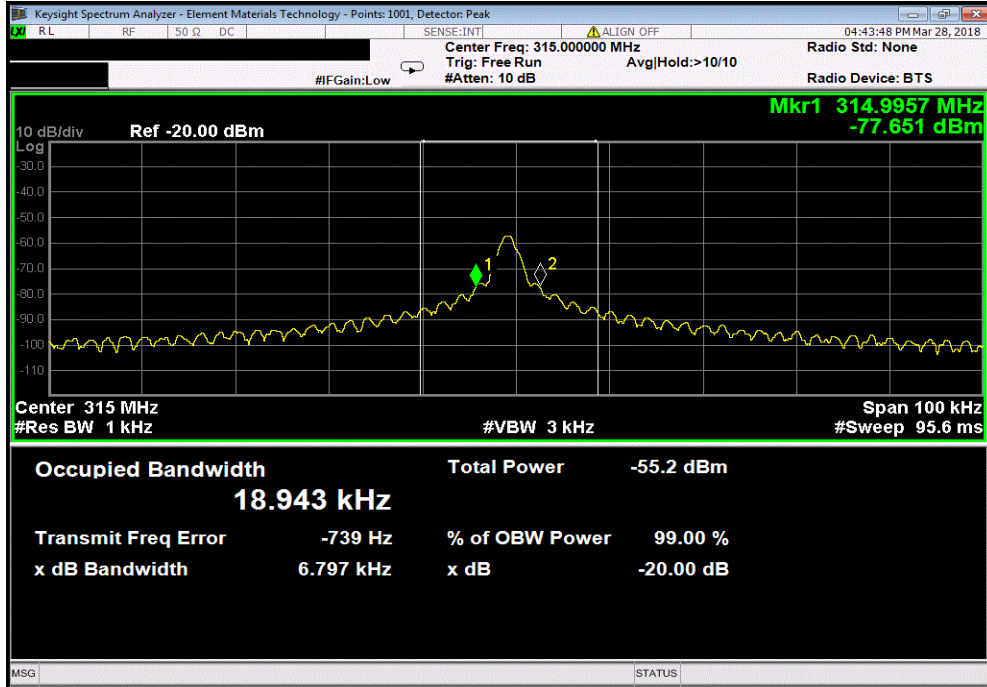 Keysight Spectrum Analyzer - Element Materials Technology - Points: 1001, Detector: Peak
LXI RL RF 50 Ω DC SENSE:INT ALIGN OFF 04:43:48 PM Mar 28, 2018
Center Freq: 315.000000 MHz Radio Std: None
Trig: Free Run Avg|Hold:>10/10
#IFGain:Low #Atten: 10 dB Radio Device: BTS
Mkr1 314.9957 MHz
10 dB/div Ref -20.00 dBm -77.651 dBm
Log
-30.0
-40.0
-50.0
-60.0
-70.0
-80.0
-90.0
-100
-110
1
2
Center 315 MHz Span 100 kHz
#Res BW 1 kHz #VBW 3 kHz #Sweep 95.6 ms
Occupied Bandwidth Total Power -55.2 dBm
18.943 kHz
Transmit Freq Error -739 Hz % of OBW Power 99.00 %
x dB Bandwidth 6.797 kHz x dB -20.00 dB
MSG STATUS